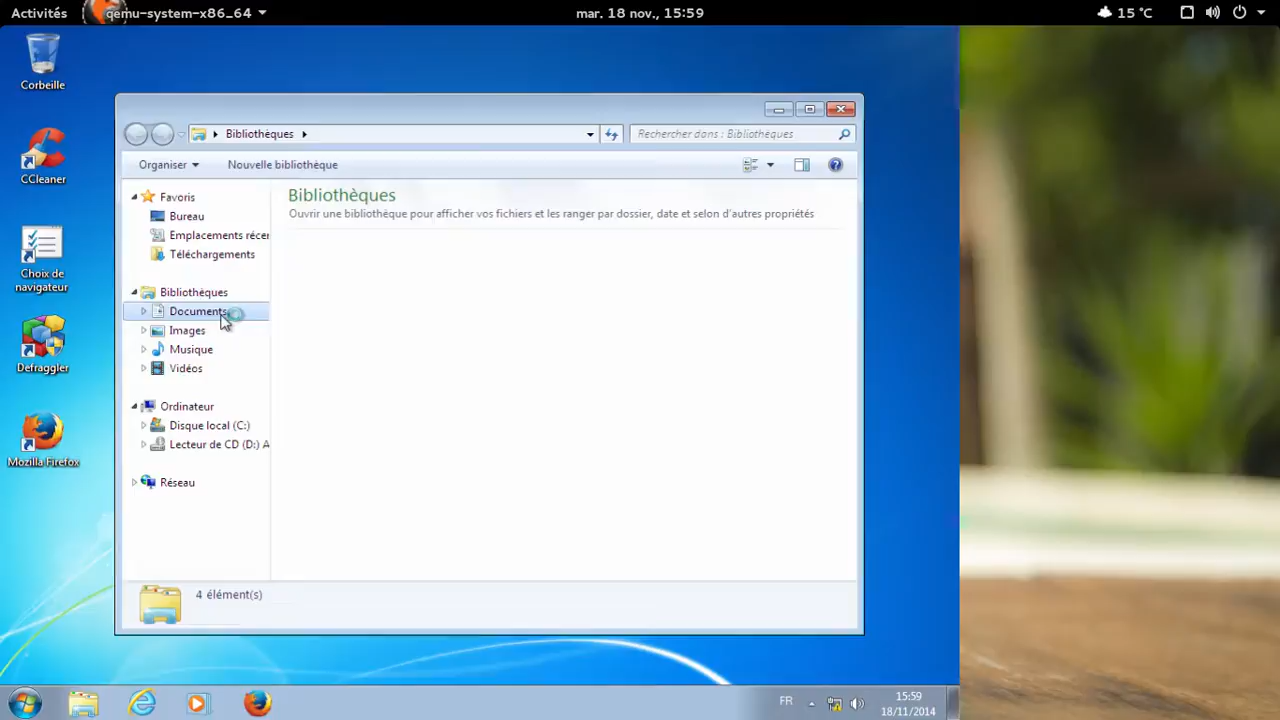 Activités
qemu-system-x86_64
mar. 18 nov., 15:59
15 °C
Corbeille
CCleaner
Choix de
navigateur
Defraggler
Mozilla Firefox
Bibliothèques
Rechercher dans : Bibliothèques
Organiser
Nouvelle bibliothèque
Favoris
Bureau
Emplacements récer
Téléchargements
Bibliothèques
Documents
Images
Musique
Vidéos
Ordinateur
Disque local (C:)
Lecteur de CD (D:) A
Réseau
Bibliothèques
Ouvrir une bibliothèque pour afficher vos fichiers et les ranger par dossier, date et selon d'autres propriétés
4 élément(s)
FR
15:59
18/11/2014